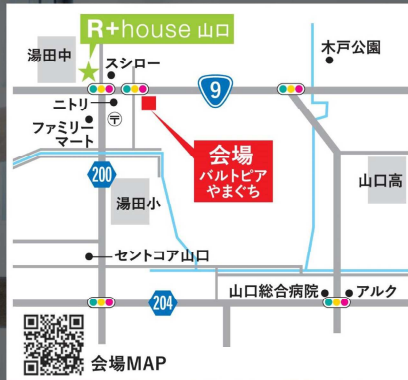 R+house 山口
湯田中
スシロー
木戸公園
ニトリ
〒
9
ファミリー
マート
会場
バルトピア
やまぐち
200
湯田小
山口高
セントコア山口
山口総合病院
アルク
204
会場MAP